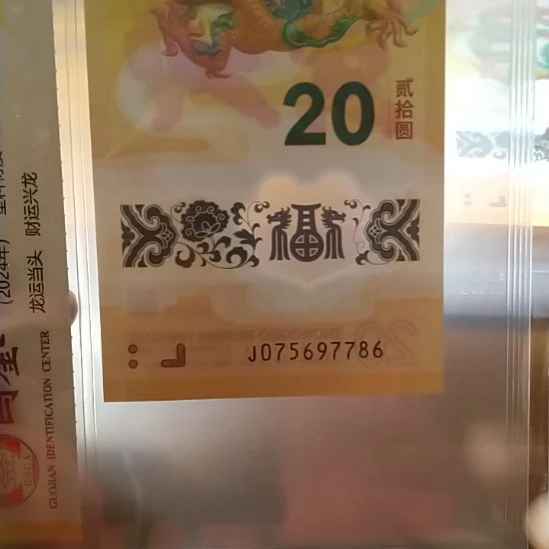 20
贰拾圆
福
J075697786
(2024年)
龙运当头 财运兴龙
GUOJIAN IDENTIFICATION CENTER